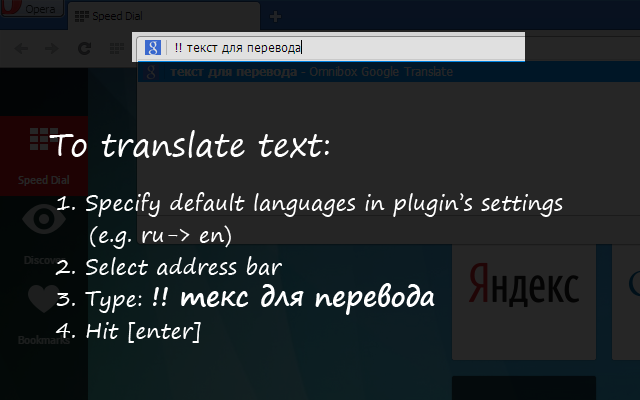 Opera
Speed Dial
!! текст для перевода
текст для перевода - Omnibox Google Translate
To translate text:
Speed Dial
1. Specify default languages in plugin's settings
(e.g. ru-> en)
2. Select address bar
Discover
3. Type: !! текс для перевода
Яндекс
4. Hit [enter]
Bookmarks